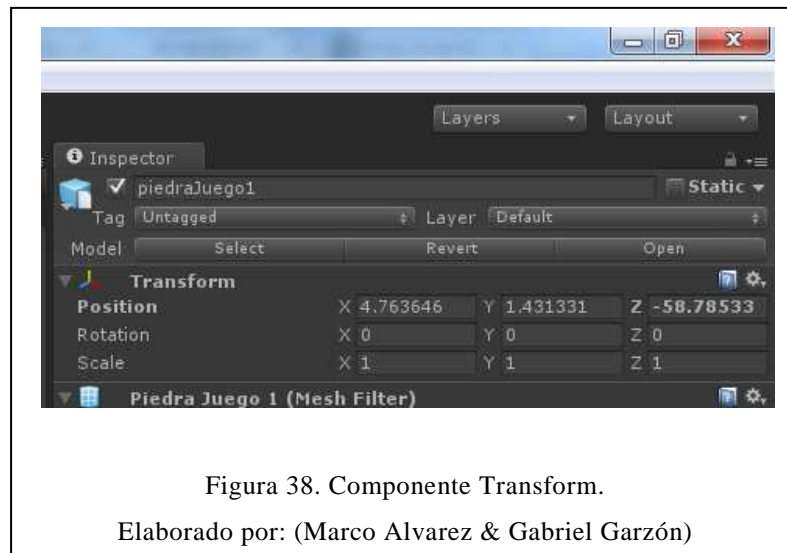 Layers Layout
Inspector
piedraJuego1 Static
Tag Untagged Layer Default
Model Select Revert Open
Transform
Position X 4.763646 Y 1.431331 Z -58.78533
Rotation X 0 Y 0 Z 0
Scale X 1 Y 1 Z 1
Piedra Juego 1 (Mesh Filter)
Figura 38. Componente Transform.
Elaborado por: (Marco Alvarez & Gabriel Garzón)